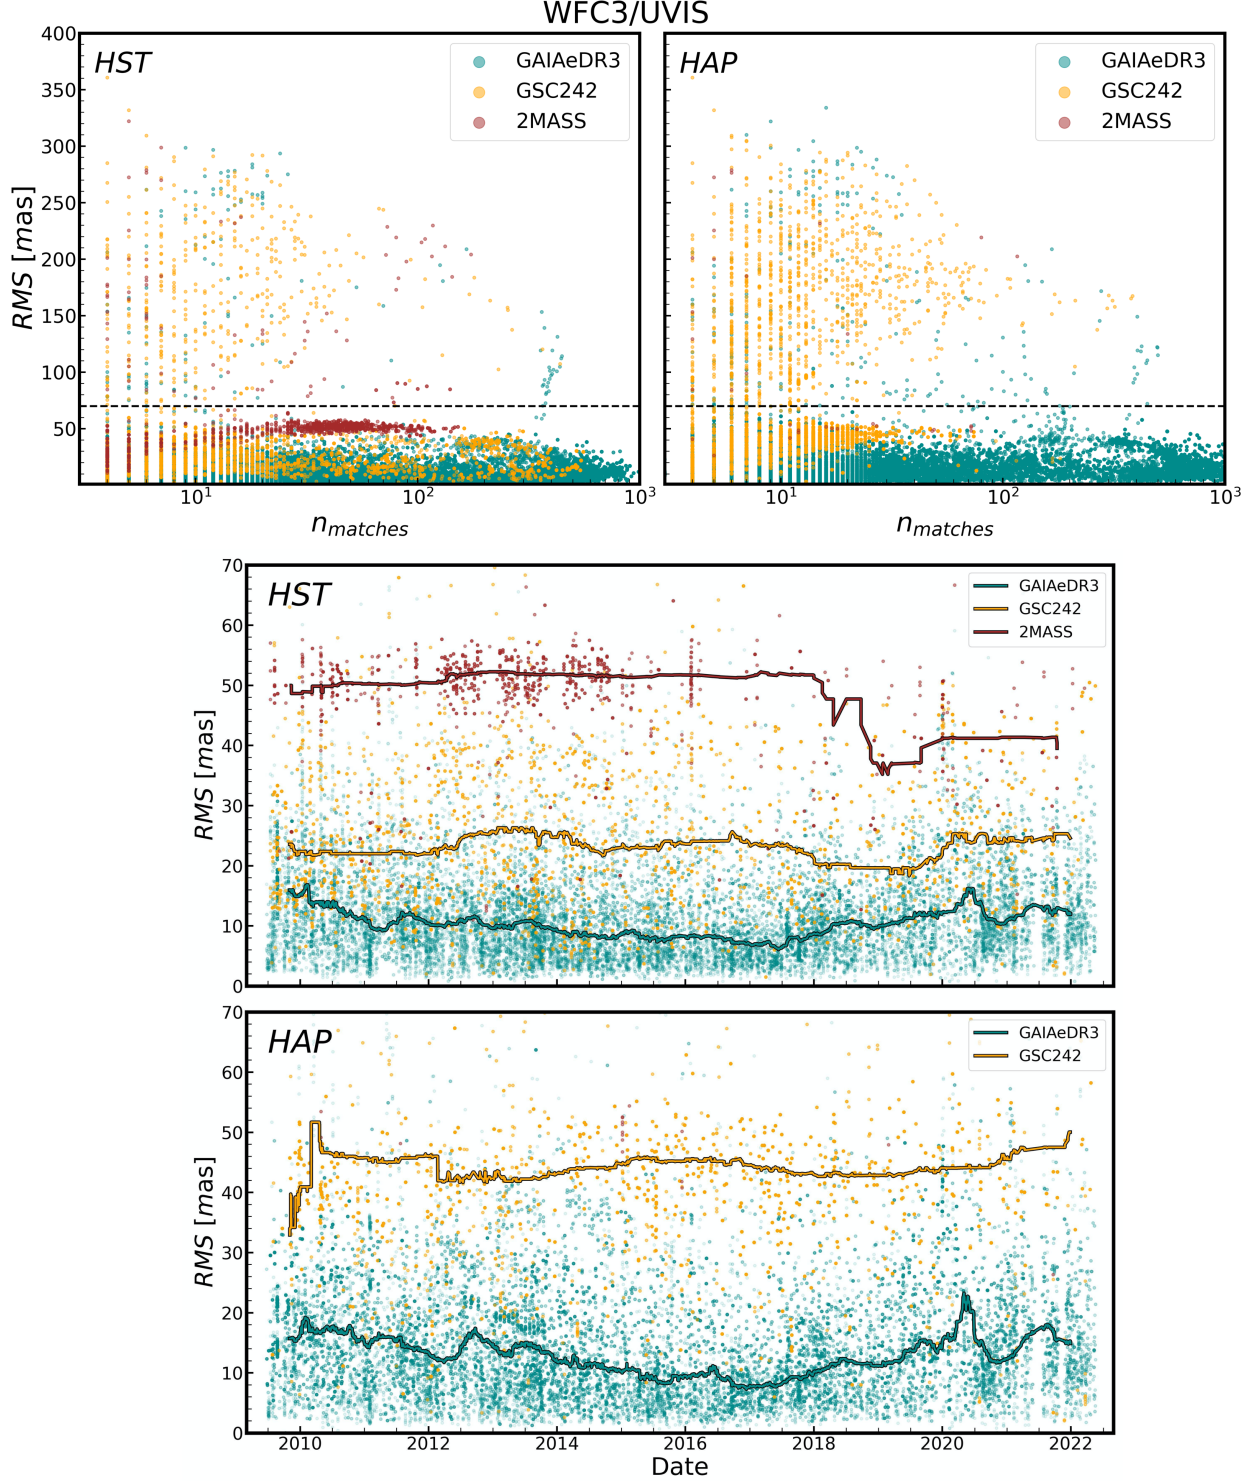 WFC3/UVIS
HST
GAIAeDR3
GSC242
2MASS
400
350
300
250
200
150
100
50
RMS [mas]
10^1
10^2
10^3
n_matches
HAP
GAIAeDR3
GSC242
2MASS
10^1
10^2
10^3
n_matches
HST
GAIAeDR3
GSC242
2MASS
70
60
50
40
30
20
10
0
RMS [mas]
HAP
GAIAeDR3
GSC242
70
60
50
40
30
20
10
0
RMS [mas]
2010 2012 2014 2016 2018 2020 2022
Date